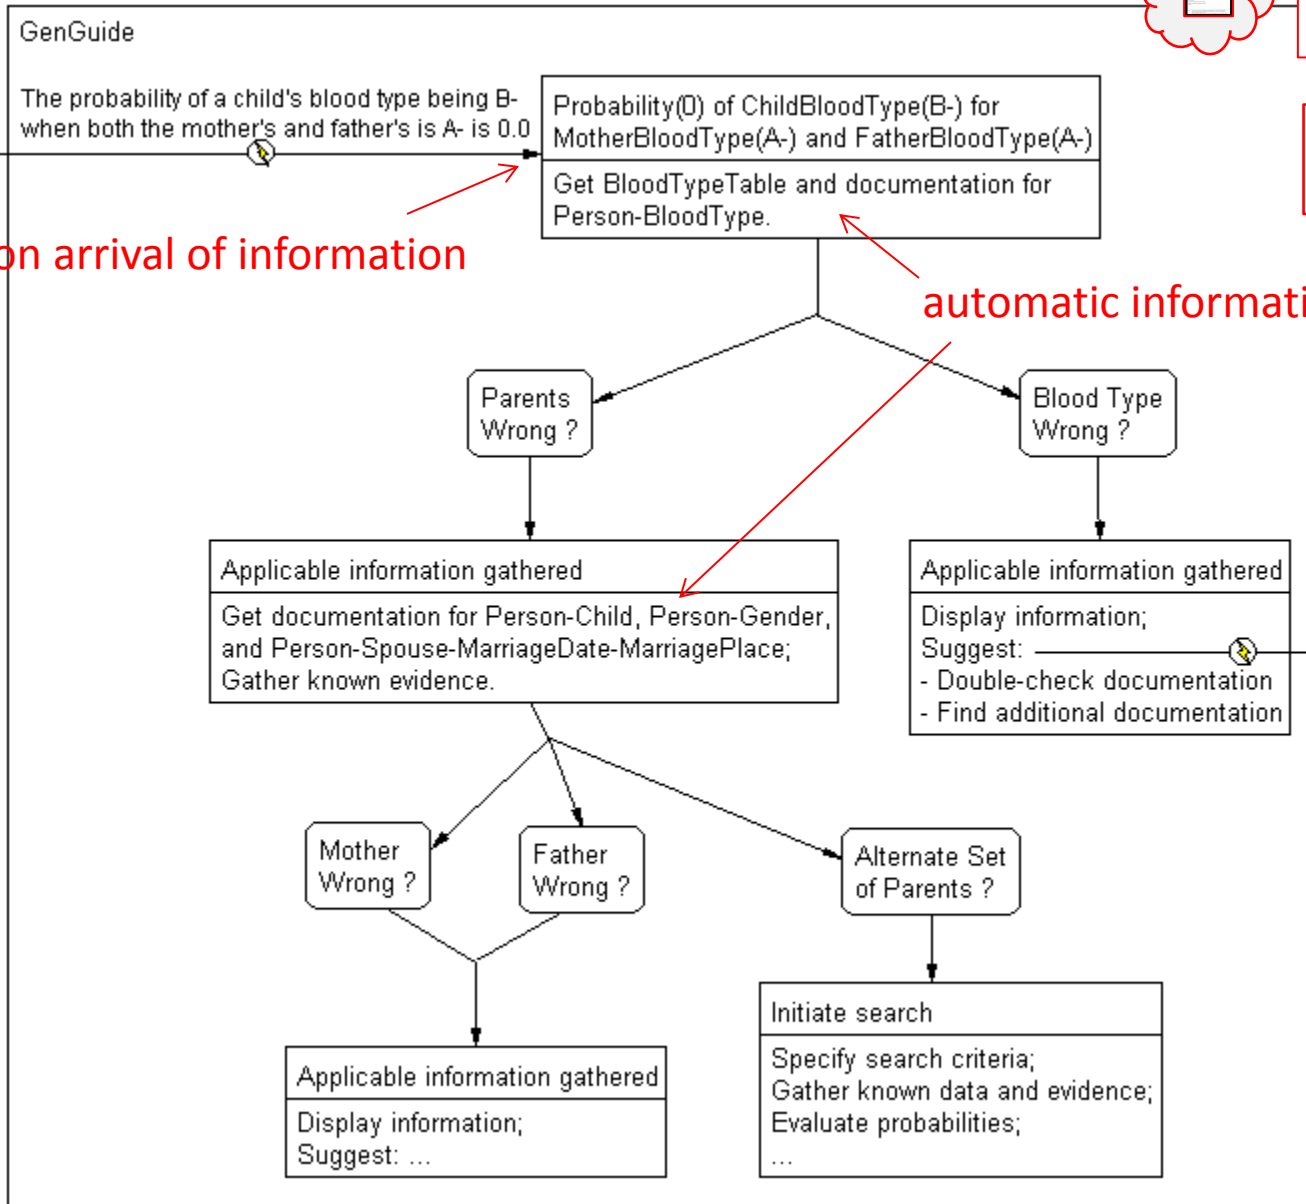 GenGuide
The probability of a child's blood type being B-
when both the mother's and father's is A- is 0.0
Probability(0) of ChildBloodType(B-) for
MotherBloodType(A-) and FatherBloodType(A-)
Get BloodTypeTable and documentation for
Person-BloodType.
on arrival of information
automatic informati
Parents
Wrong ?
Blood Type
Wrong ?
Applicable information gathered
Get documentation for Person-Child, Person-Gender,
and Person-Spouse-MarriageDate-MarriagePlace;
Gather known evidence.
Applicable information gathered
Display information;
Suggest:
- Double-check documentation
- Find additional documentation
Mother
Wrong ?
Father
Wrong ?
Alternate Set
of Parents ?
Applicable information gathered
Display information;
Suggest: ...
Initiate search
Specify search criteria;
Gather known data and evidence;
Evaluate probabilities;
...